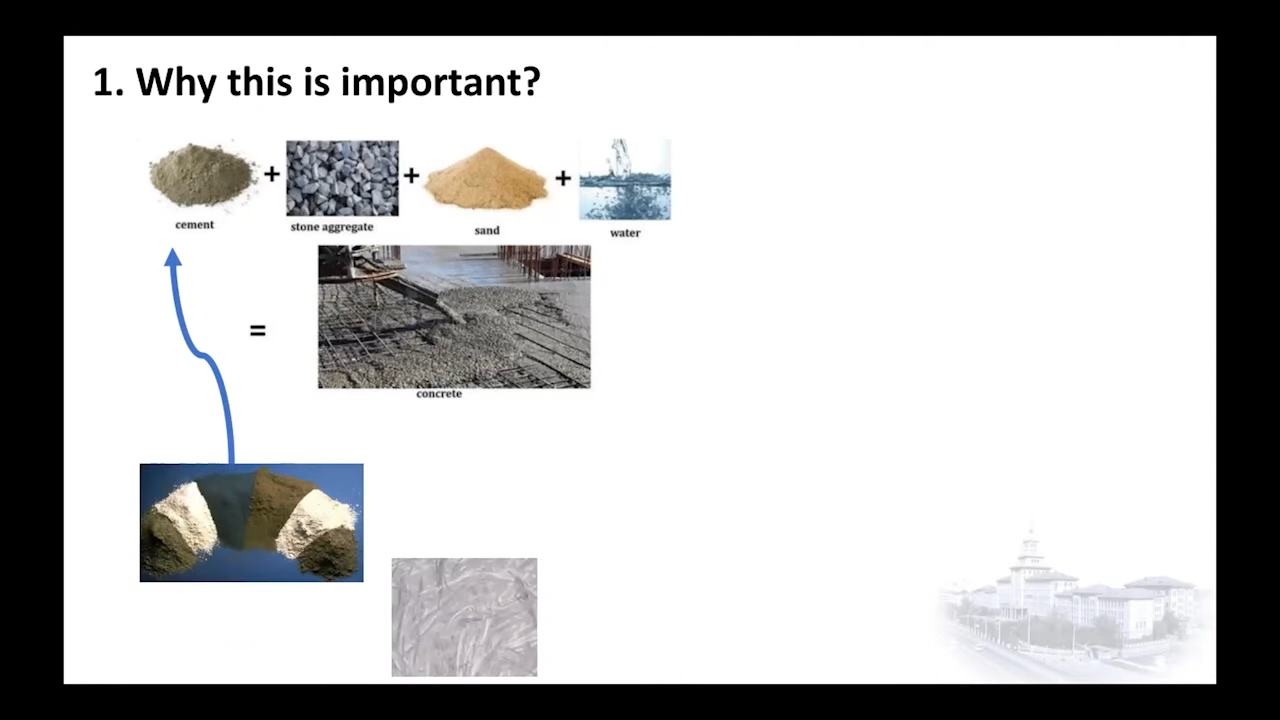 1. Why this is important?
+ + +
cement
stone aggregate
sand
water
=
concrete